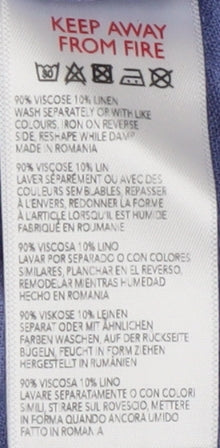 KEEP AWAY
FROM FIRE
90% VISCOSE 10% LINEN
WASH SEPARATELY OR WITH LIKE
COLOURS, IRON ON REVERSE
SIDE, RESHAPE WHILE DAMP
MADE IN ROMANIA
90% VISCOSE 10% LIN
LAVER SÉPARÉMENT OU AVEC DES
COULEURS SEMBLABLES, REPASSER
À L'ENVERS, REDONNER LA FORME
À L'ARTICLE LORSQU'IL EST HUMIDE
FABRIQUÉ EN ROUMANIE
90% VISCOSA 10% LINO
LAVAR POR SEPARADO O CON COLORES
SIMILARES, PLANCHAR EN EL REVERSO,
REMODELAR MIENTRAS HUMEDAD
HECHO EN ROMANIA
90% VISKOSE 10% LEINEN
SEPARAT ODER MIT ÄHNLICHEN
FARBEN WASCHEN, AUF DER RÜCKSEITE
BÜGELN, FEUCHT IN FORM ZIEHEN
HERGESTELLT IN RUMÄNIEN
90% VISCOSA 10% LINO
LAVARE SEPARATAMENTE O CON COLORI
SIMILI, STIRARE SUL ROVESCIO, METTERE
IN FORMA QUANDO ANCORA UMIDO
FATTO IN ROMANIA